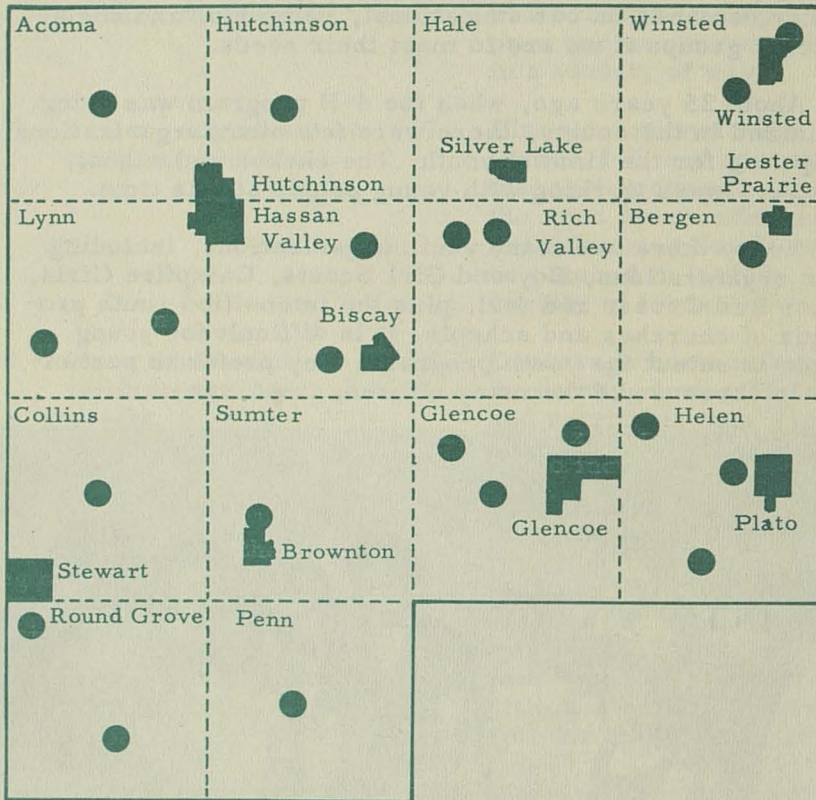 Acoma
Hutchinson
Hale
Winsted
Winsted
Silver Lake
Lester
Prairie
Hutchinson
Lynn
Hassan
Valley
Rich
Valley
Bergen
Biscay
Collins
Sumter
Glencoe
Helen
Glencoe
Plato
Brownton
Stewart
Round Grove
Penn